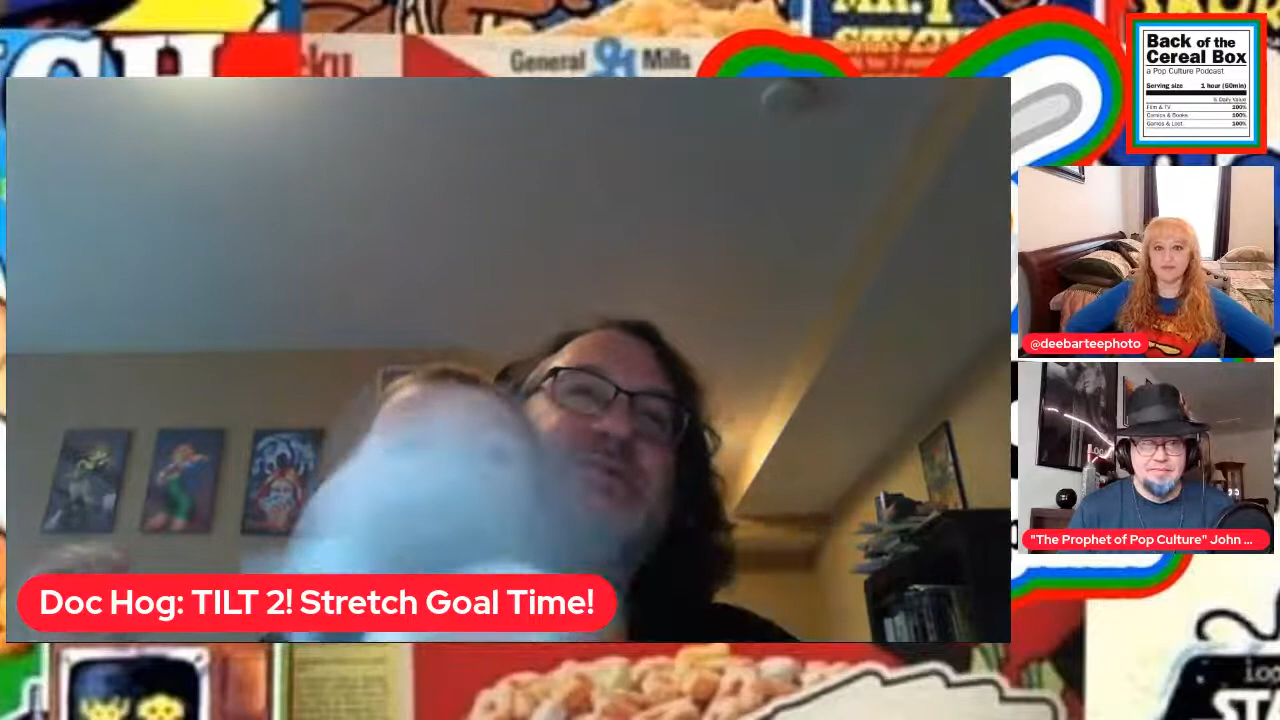 General Mills
Back of the
Cereal Box
a Pop Culture Podcast
Serving size 1 hour (60min)
% Daily Value
Film & TV 100%
Comics & Books 100%
Games & Loot 100%
@deebarteephoto
"The Prophet of Pop Culture" John ...
Doc Hog: TILT 2! Stretch Goal Time!